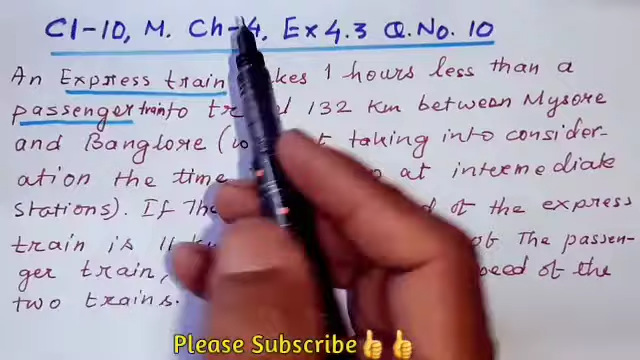 Cl-10, M. Ch-4, Ex 4.3 Q.No. 10
An Express train takes 1 hours less than a
passenger train to travel 132 km between Mysore
and Banglore ( taking into consider-
ation the time at intermediate
stations). If The of the express
train is 11 of The passen-
ger train, speed of the
two trains.
Please Subscribe👍👍